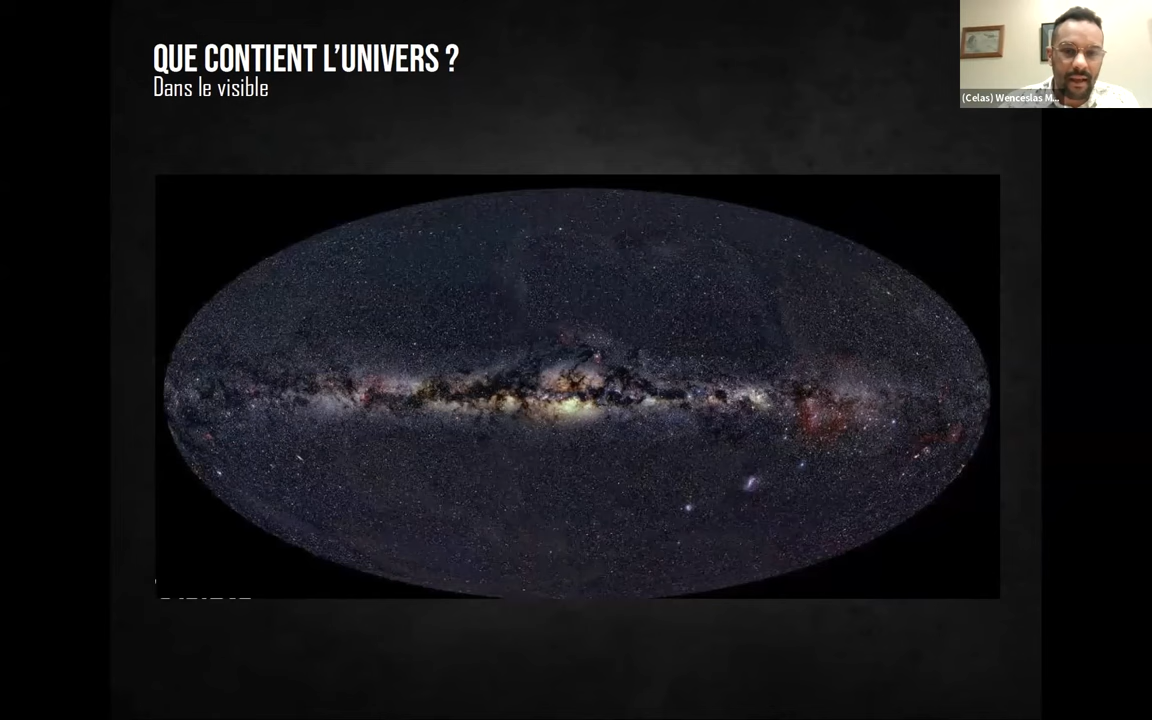 QUE CONTIENT L'UNIVERS ?
Dans le visible
(Celas) Wenceslas M...